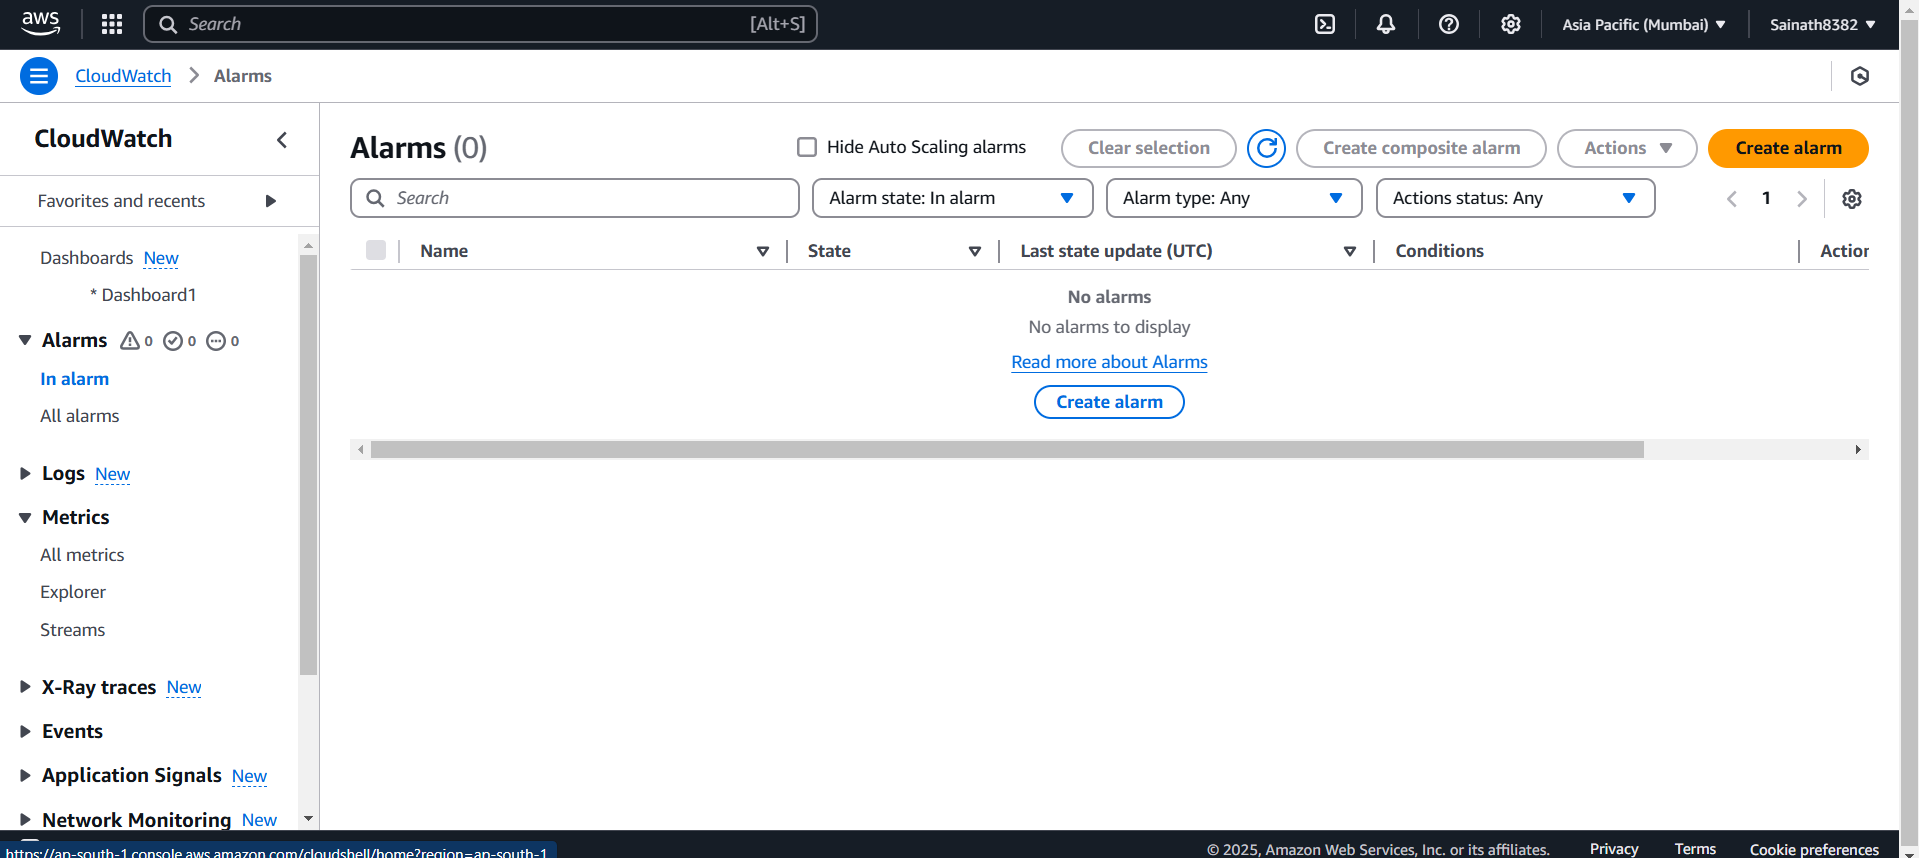 aws
Search [Alt+S]
Asia Pacific (Mumbai)
Sainath8382
CloudWatch
Alarms
CloudWatch
Favorites and recents
Dashboards New
* Dashboard1
Alarms 0 0 0
In alarm
All alarms
Logs New
Metrics
All metrics
Explorer
Streams
X-Ray traces New
Events
Application Signals New
Network Monitoring New
Alarms (0)
Hide Auto Scaling alarms
Clear selection
Create composite alarm
Actions
Create alarm
Search
Alarm state: In alarm
Alarm type: Any
Actions status: Any
1
Name State Last state update (UTC) Conditions Action
No alarms
No alarms to display
Read more about Alarms
Create alarm
https://ap-south-1.console.aws.amazon.com/cloudshell/home?region=ap-south-1
© 2025, Amazon Web Services, Inc. or its affiliates.
Privacy
Terms
Cookie preferences